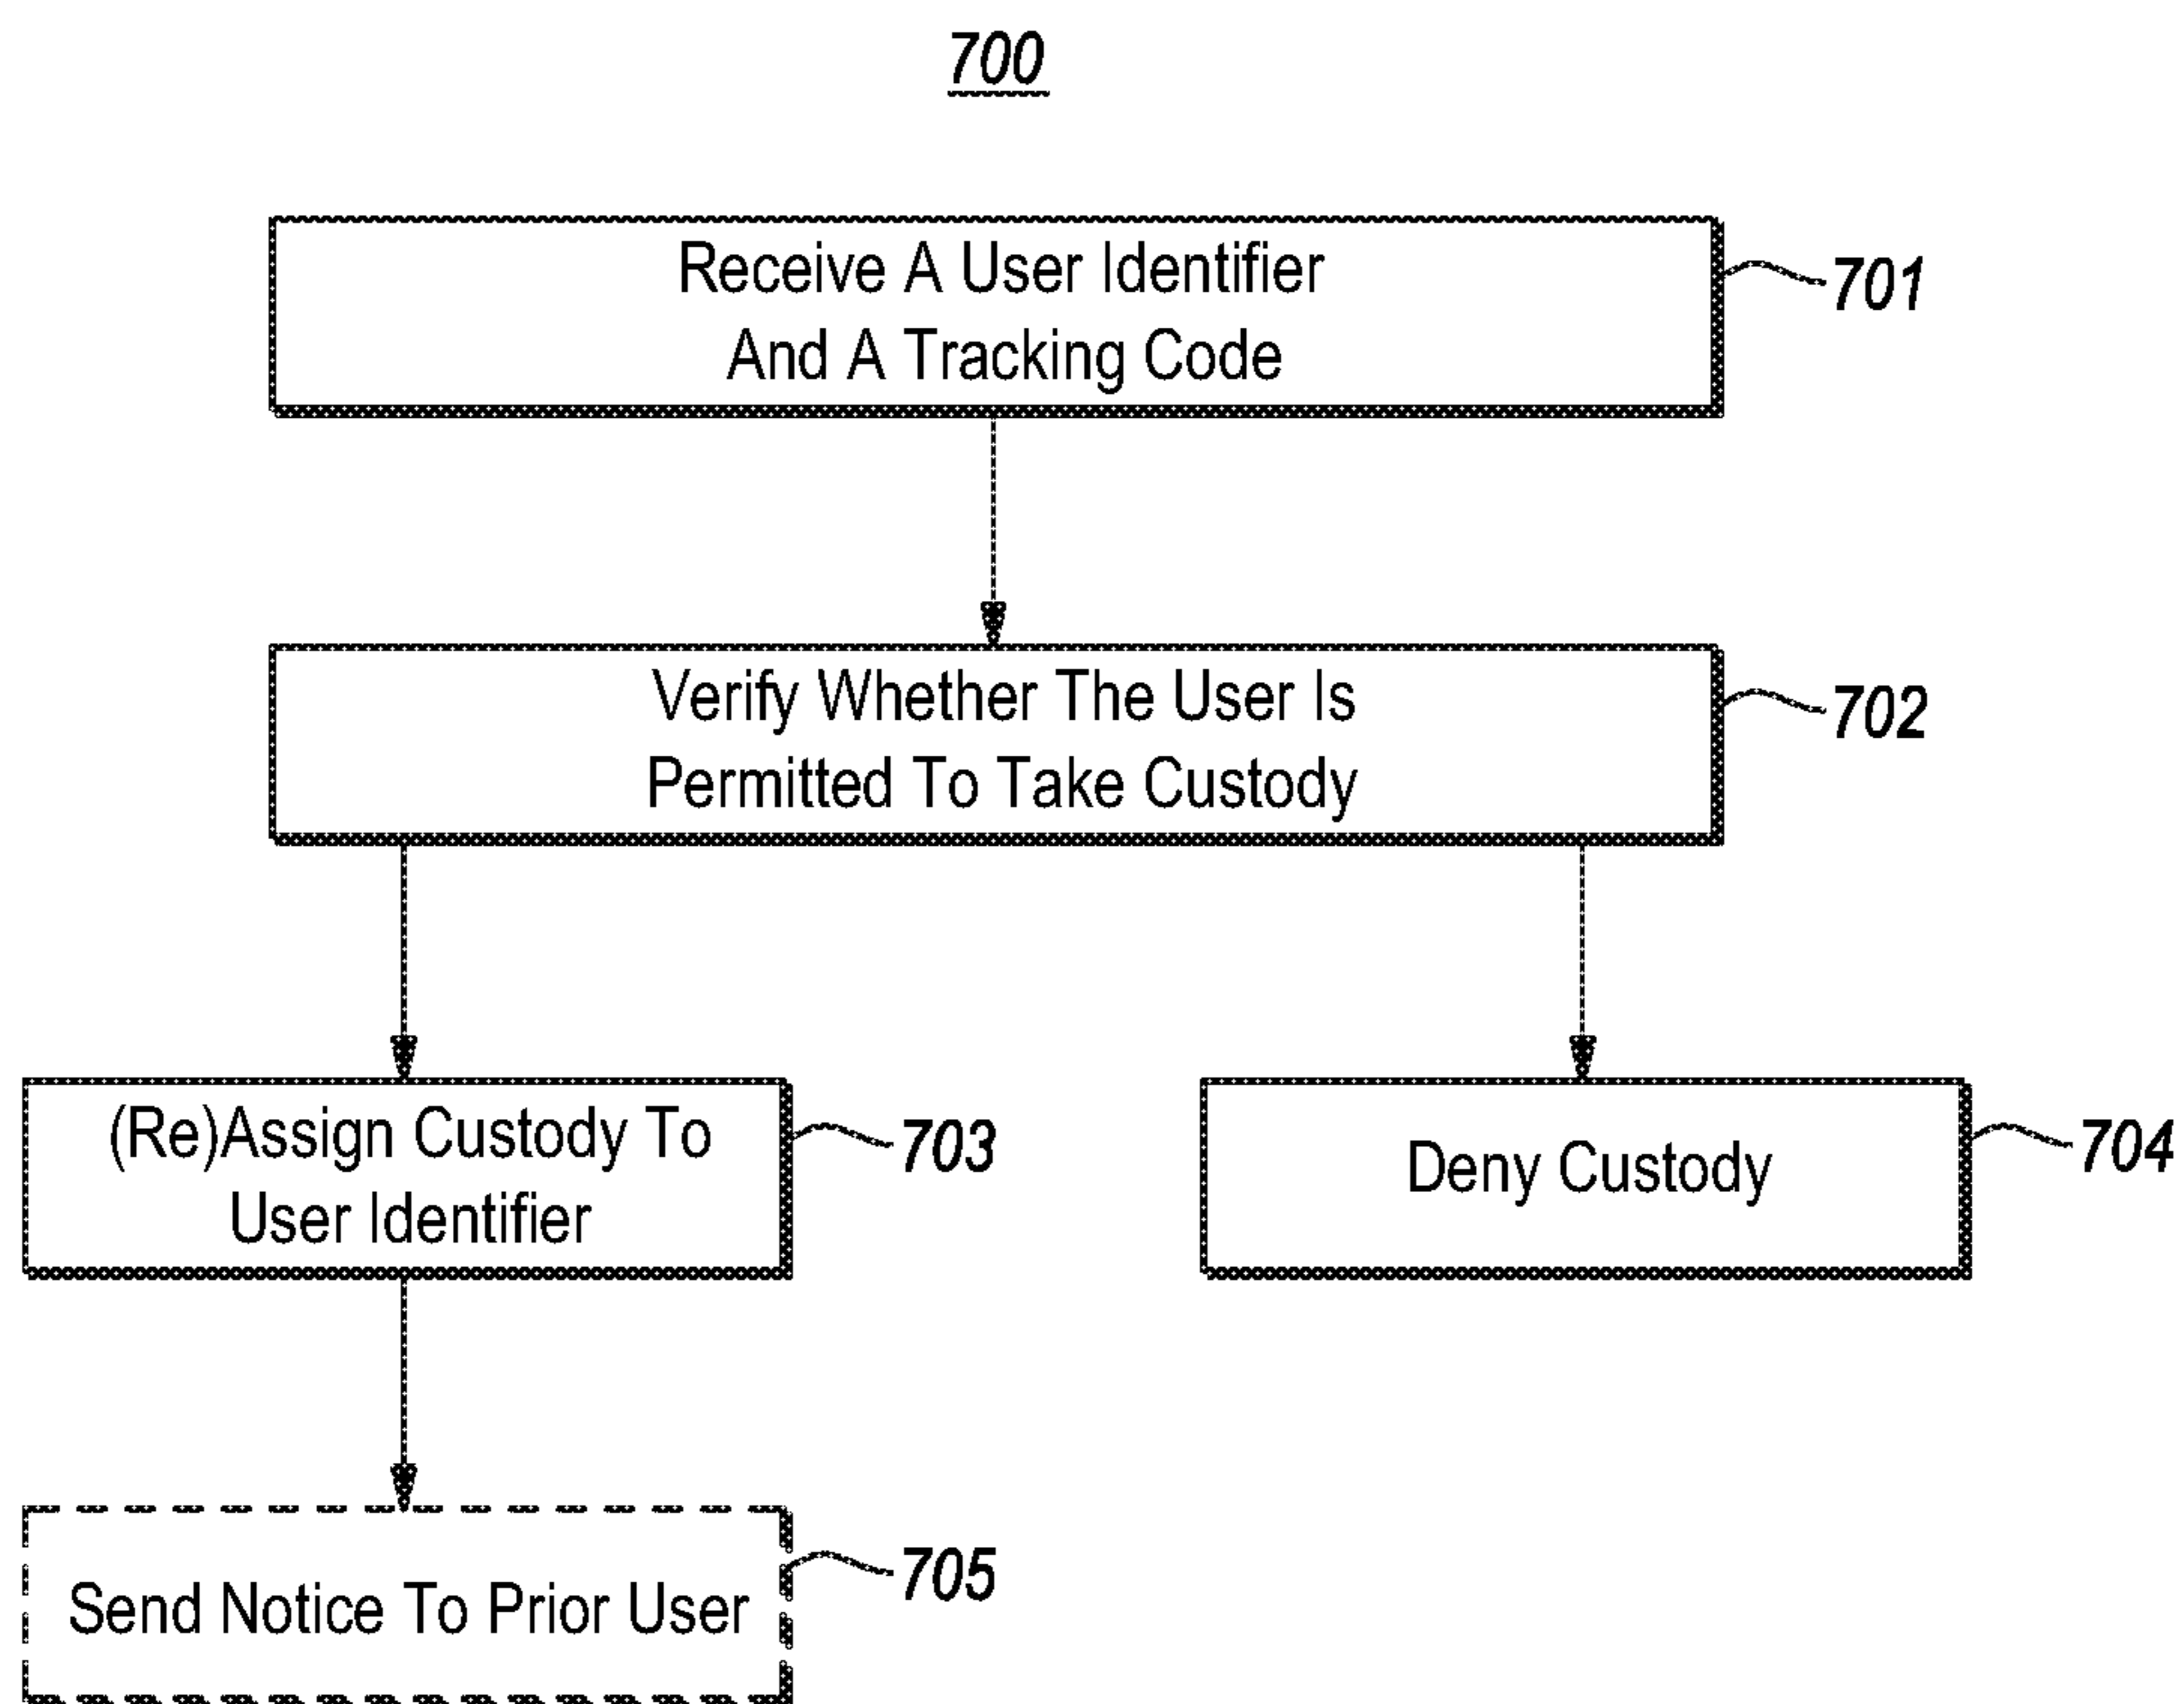 700
Receive A User Identifier
And A Tracking Code
701
Verify Whether The User Is
Permitted To Take Custody
702
(Re)Assign Custody To
User Identifier
703
Deny Custody
704
Send Notice To Prior User
705